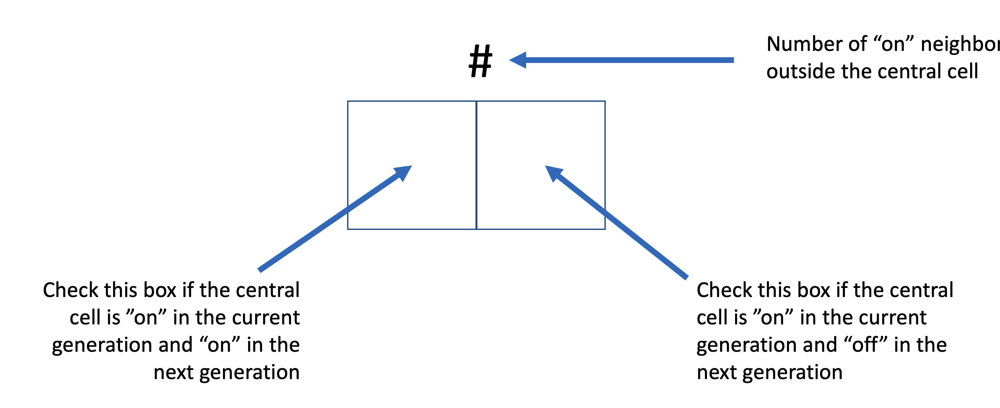 #
Number of “on” neighbor
outside the central cell
Check this box if the central
cell is ”on” in the current
generation and “on” in the
next generation
Check this box if the central
cell is ”on” in the current
generation and “off” in the
next generation